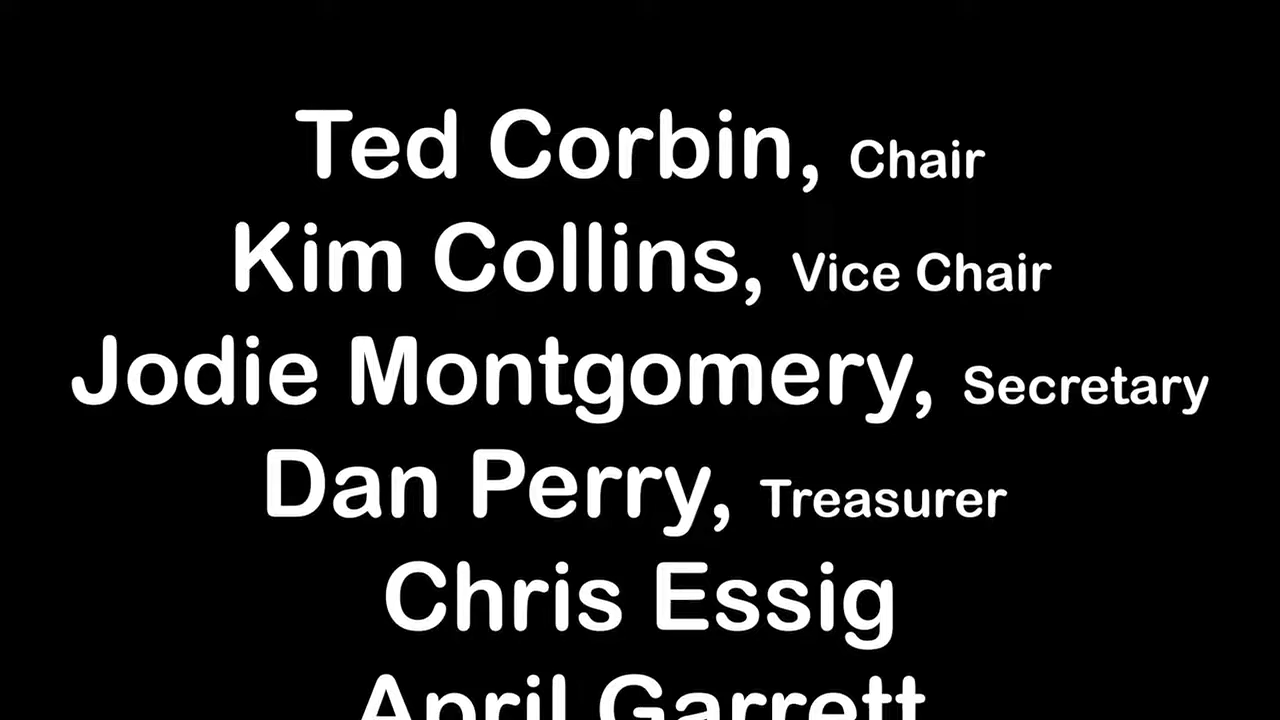 Ted Corbin, Chair
Kim Collins, Vice Chair
Jodie Montgomery, Secretary
Dan Perry, Treasurer
Chris Essig
April Garrett